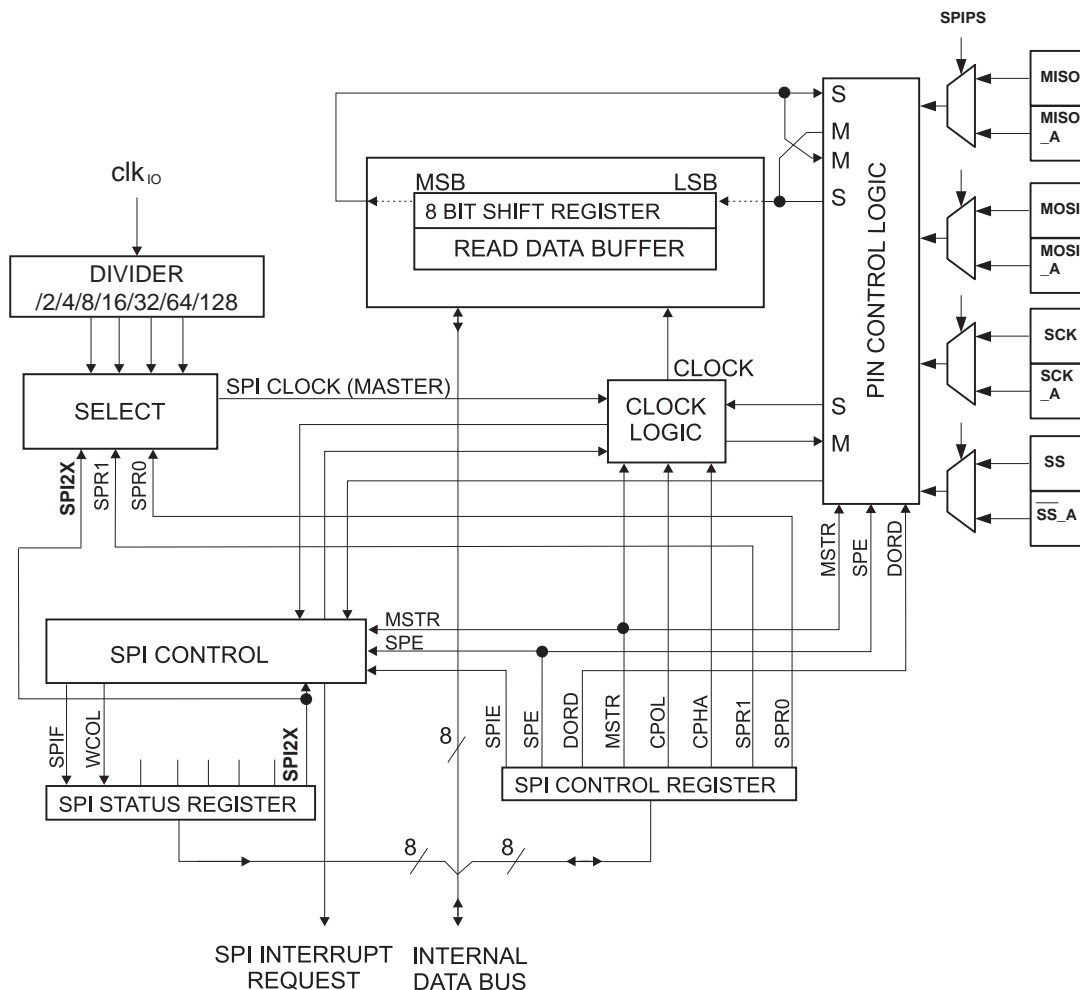 SPIPS
MISO
MISO
_A
MOSI
MOSI
_A
SCK
SCK
_A
SS
SS_A
S
M
M
S
S
M
PIN CONTROL LOGIC
MSB
LSB
8 BIT SHIFT REGISTER
READ DATA BUFFER
clk IO
DIVIDER
/2/4/8/16/32/64/128
SELECT
SPI CLOCK (MASTER)
CLOCK
CLOCK
LOGIC
SPI2X
SPR1
SPR0
MSTR
SPE
DORD
MSTR
SPE
SPI CONTROL
SPIF
WCOL
SPI2X
SPI STATUS REGISTER
8
SPIE
SPE
DORD
MSTR
CPOL
CPHA
SPR1
SPR0
SPI CONTROL REGISTER
8
8
SPI INTERRUPT
REQUEST
INTERNAL
DATA BUS